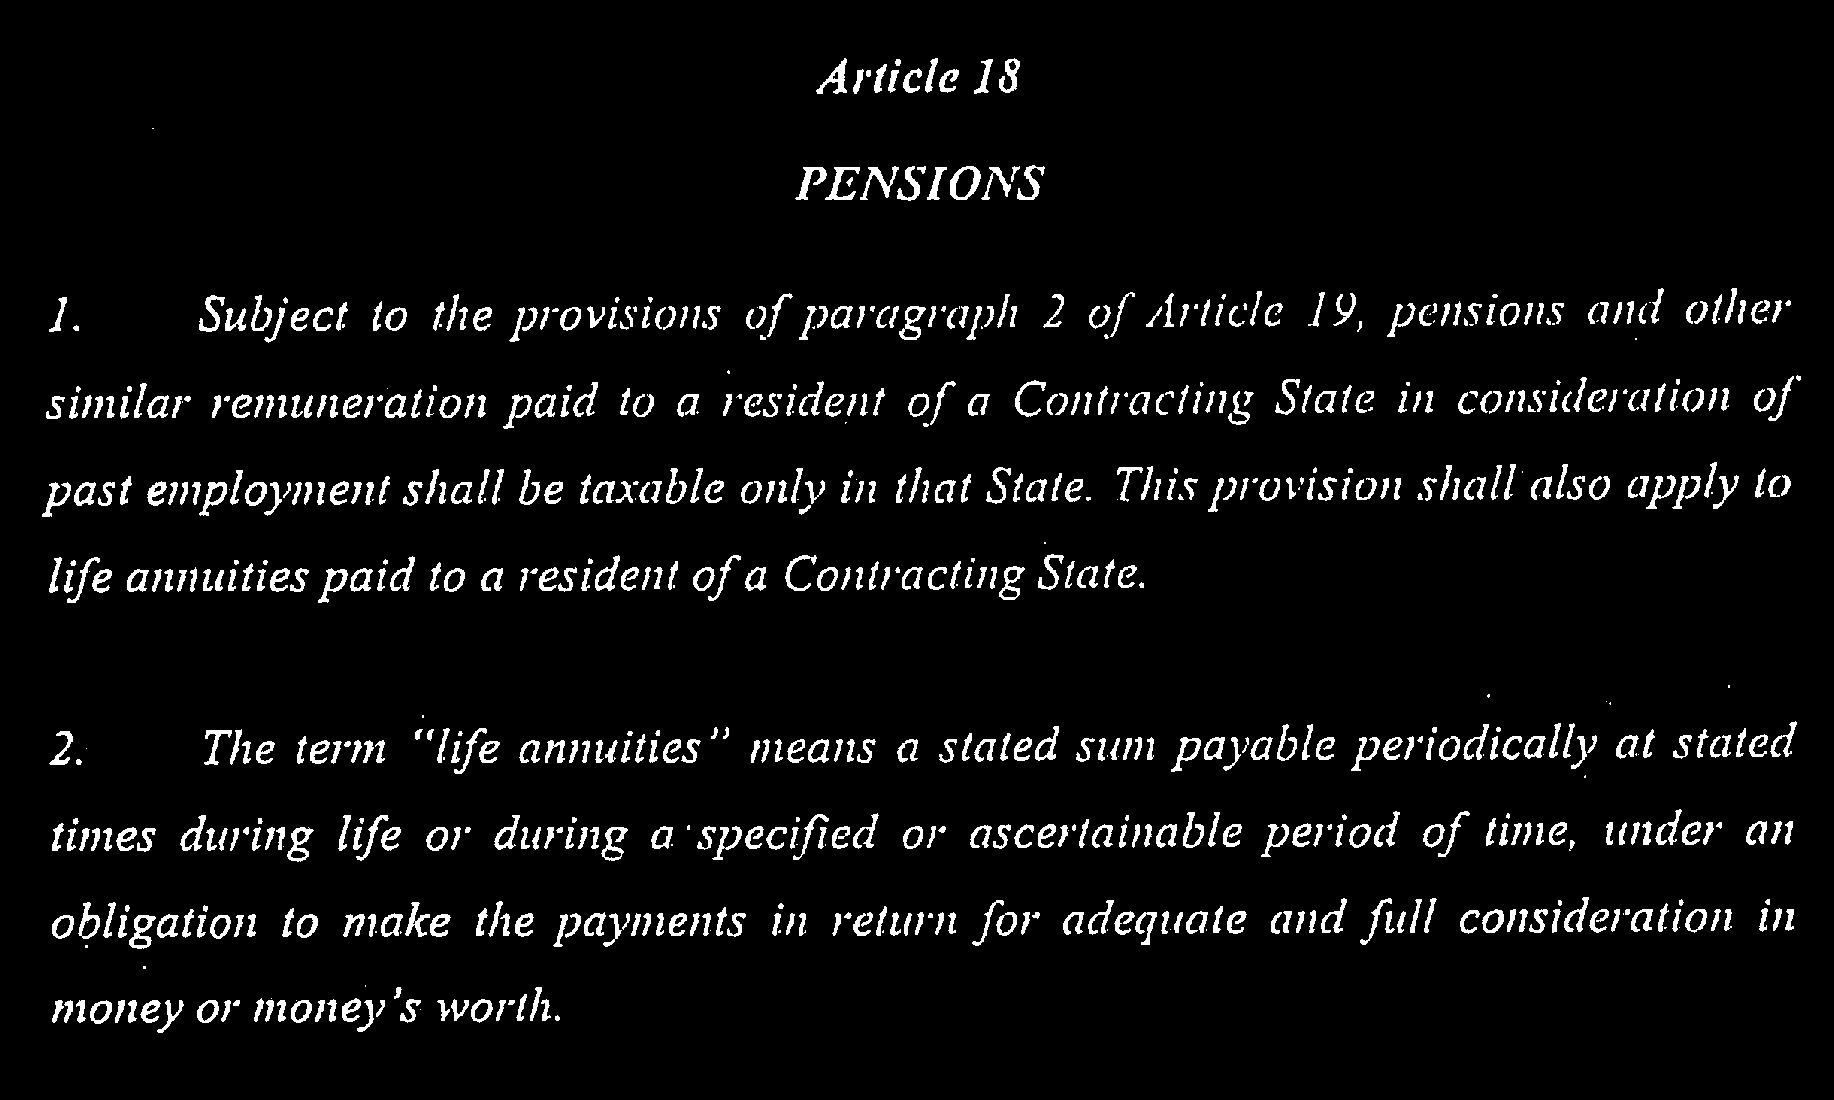 Article 18
PENSIONS
1. Subject to the provisions of paragraph 2 of Article 19, pensions and other
similar remuneration paid to a resident of a Contracting State in consideration of
past employment shall be taxable only in that State. This provision shall also apply to
life annuities paid to a resident of a Contracting State.
2. The term "life annuities" means a stated sum payable periodically at stated
times during life or during a specified or ascertainable period of time, under an
obligation to make the payments in return for adequate and full consideration in
money or money's worth.